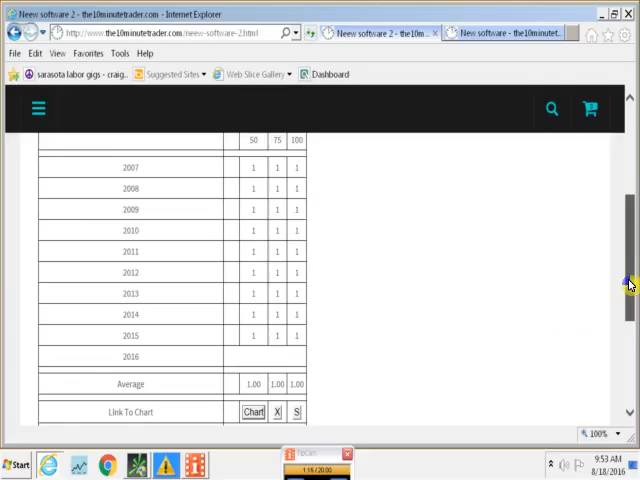 Neew software 2 - the10minutetrader.com - Internet Explorer
http://www.the10minutetrader.com/neew-software-2.html
Neew software 2 - the10m...
New software - the10minutet...
File Edit View Favorites Tools Help
sarasota labor gigs - craig...
Suggested Sites
Web Slice Gallery
Dashboard
50 75 100
2007 1 1 1
2008 1 1 1
2009 1 1 1
2010 1 1 1
2011 1 1 1
2012 1 1 1
2013 1 1 1
2014 1 1 1
2015 1 1 1
2016
Average 1.00 1.00 1.00
Link To Chart Chart X S
100%
TipCam
1:15 / 20:00
Start
9:53 AM
8/18/2016